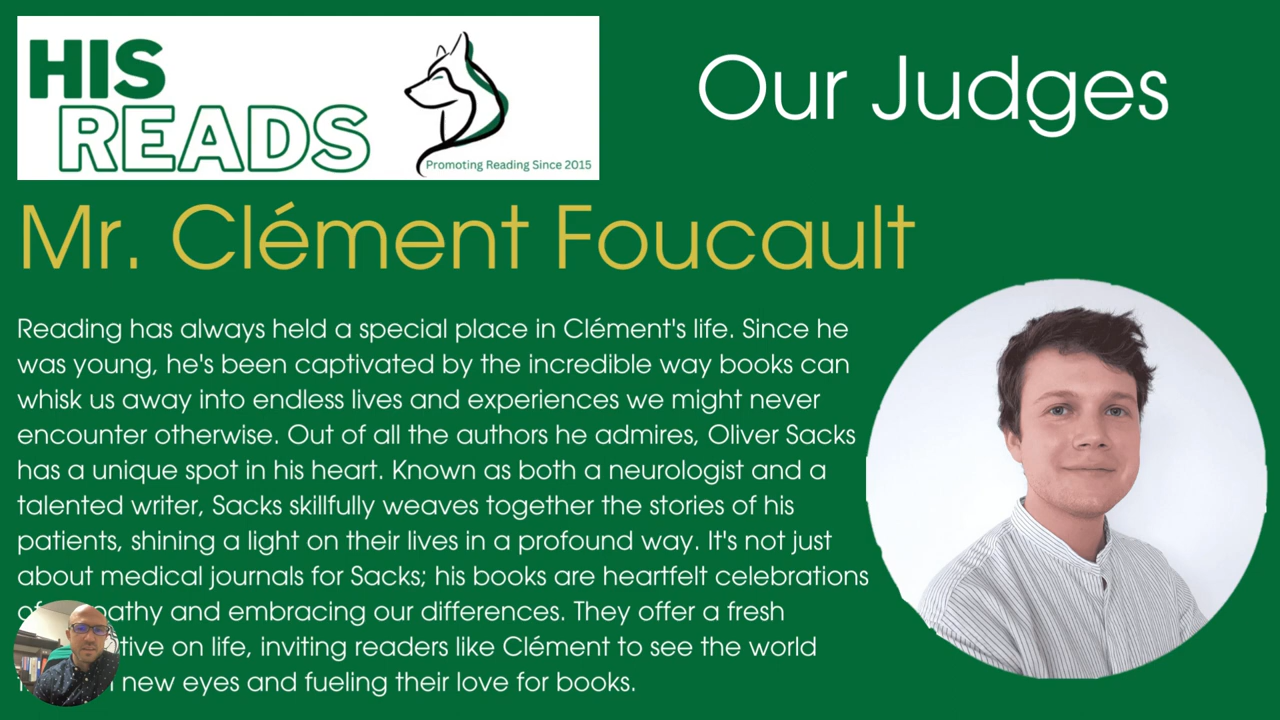 HIS
READS
Promoting Reading Since 2015
Our Judges
Mr. Clément Foucault
Reading has always held a special place in Clément's life. Since he
was young, he's been captivated by the incredible way books can
whisk us away into endless lives and experiences we might never
encounter otherwise. Out of all the authors he admires, Oliver Sacks
has a unique spot in his heart. Known as both a neurologist and a
talented writer, Sacks skillfully weaves together the stories of his
patients, shining a light on their lives in a profound way. It's not just
about medical journals for Sacks; his books are heartfelt celebrations
and embracing our differences. They offer a fresh
on life, inviting readers like Clément to see the world
new eyes and fueling their love for books.